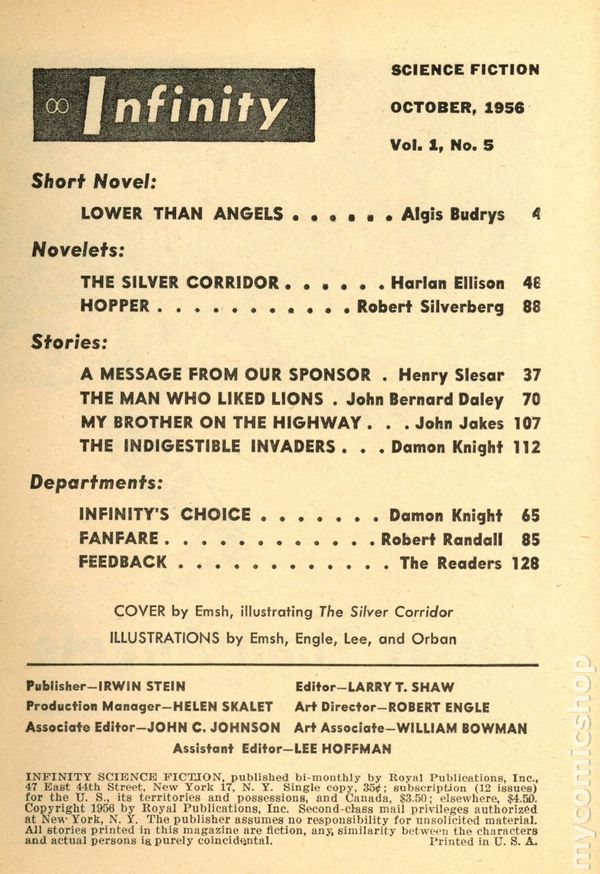 ∞ Infinity
SCIENCE FICTION
OCTOBER, 1956
Vol. 1, No. 5
Short Novel:
LOWER THAN ANGELS . . . . . . Algis Budrys 4
Novelets:
THE SILVER CORRIDOR . . . . . . Harlan Ellison 48
HOPPER . . . . . . . . . . . Robert Silverberg 88
Stories:
A MESSAGE FROM OUR SPONSOR . Henry Slesar 37
THE MAN WHO LIKED LIONS . John Bernard Daley 70
MY BROTHER ON THE HIGHWAY . . . John Jakes 107
THE INDIGESTIBLE INVADERS . . . Damon Knight 112
Departments:
INFINITY'S CHOICE . . . . . . . Damon Knight 65
FANFARE . . . . . . . . . . . . Robert Randall 85
FEEDBACK . . . . . . . . . . . . The Readers 128
COVER by Emsh, illustrating The Silver Corridor
ILLUSTRATIONS by Emsh, Engle, Lee, and Orban
Publisher—IRWIN STEIN Editor—LARRY T. SHAW
Production Manager—HELEN SKALET Art Director—ROBERT ENGLE
Associate Editor—JOHN C. JOHNSON Art Associate—WILLIAM BOWMAN
Assistant Editor—LEE HOFFMAN
INFINITY SCIENCE FICTION, published bi-monthly by Royal Publications, Inc.,
47 East 44th Street, New York 17, N. Y. Single copy, 35¢; subscription (12 issues)
for the U. S., its territories and possessions, and Canada, $3.50; elsewhere, $4.50.
Copyright 1956 by Royal Publications, Inc. Second-class mail privileges authorized
at New York, N. Y. The publisher assumes no responsibility for unsolicited material.
All stories printed in this magazine are fiction, any similarity between the characters
and actual persons is purely coincidental. Printed in U. S. A.
mycomicshop